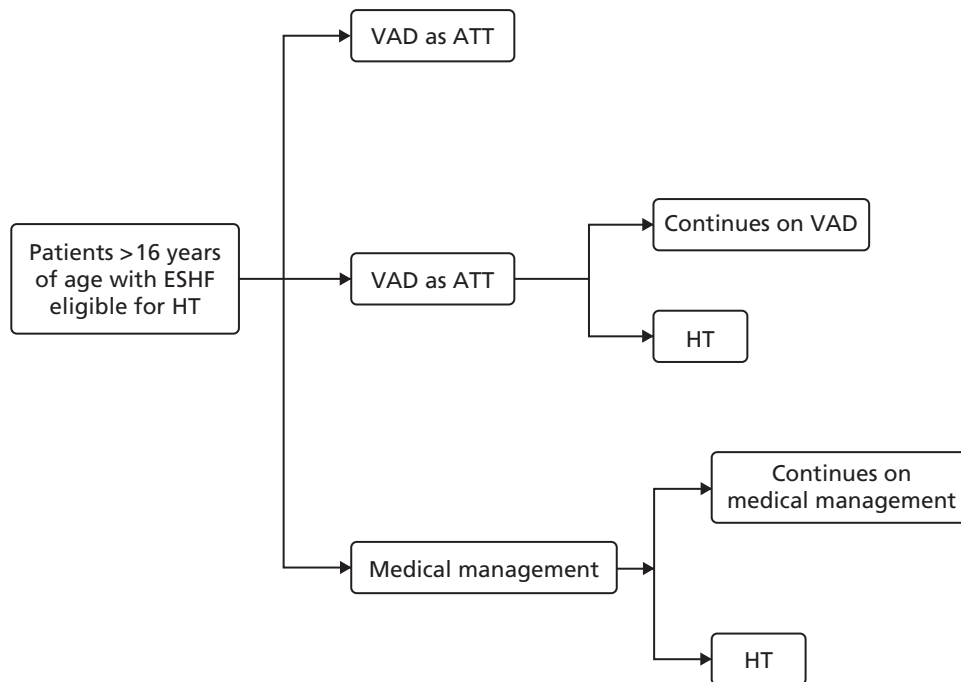 VAD as ATT
Patients >16 years
of age with ESHF
eligible for HT
VAD as ATT
Continues on VAD
HT
Medical management
Continues on
medical management
HT